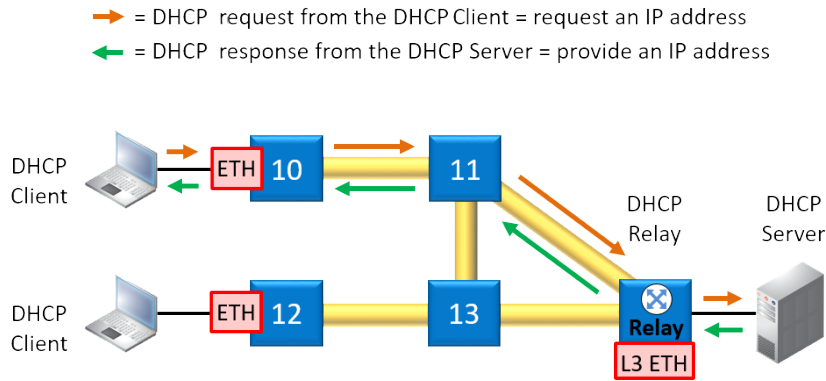 = DHCP request from the DHCP Client = request an IP address
= DHCP response from the DHCP Server = provide an IP address
DHCP
Client
ETH
10
11
DHCP
Relay
DHCP
Server
DHCP
Client
ETH
12
13
Relay
L3 ETH